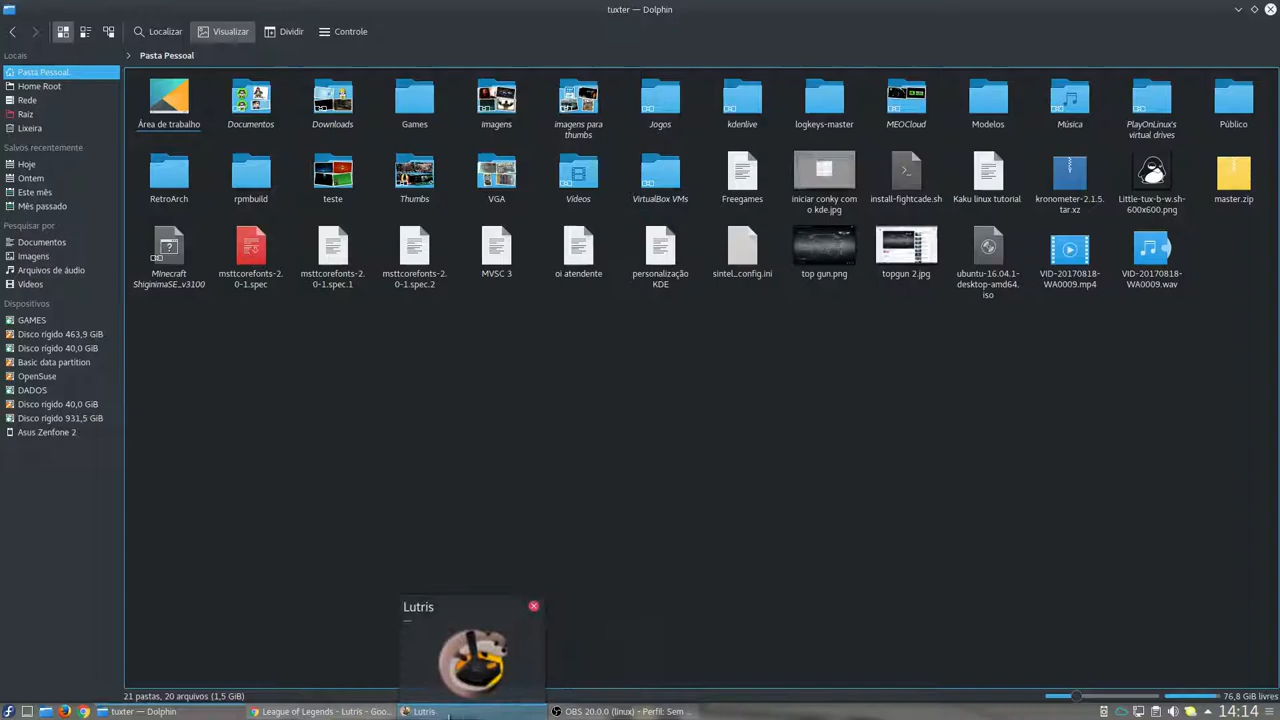 tuxter — Dolphin
Localizar
Visualizar
Dividir
Controle
Locais
Pasta Pessoal
Home Root
Rede
Raiz
Lixeira
Salvos recentemente
Hoje
Ontem
Este mês
Mês passado
Pesquisar por
Documentos
Imagens
Arquivos de áudio
Vídeos
Dispositivos
GAMES
Disco rígido 463,9 GiB
Disco rígido 40,0 GiB
Basic data partition
OpenSuse
DADOS
Disco rígido 40,0 GiB
Disco rígido 931,5 GiB
Asus Zenfone 2
Pasta Pessoal
Área de trabalho
Documentos
Downloads
Games
Imagens
imagens para
thumbs
Jogos
kdenlive
logkeys-master
MEOCloud
Modelos
Música
PlayOnLinux's
virtual drives
Público
RetroArch
rpmbuild
teste
Thumbs
VGA
Vídeos
VirtualBox VMs
Freegames
iniciar conky com
o kde.jpg
install-fightcade.sh
Kaku linux tutorial
kronometer-2.1.5.
tar.xz
Little-tux-b-w.sh-
600x600.png
master.zip
Minecraft
ShiginimaSE_v3100
msttcorefonts-2.
0-1.spec
msttcorefonts-2.
0-1.spec.1
msttcorefonts-2.
0-1.spec.2
MVSC 3
oi atendente
personalização
KDE
sintel_config.ini
top gun.png
topgun 2.jpg
ubuntu-16.04.1-
desktop-amd64.
iso
VID-20170818-
WA0009.mp4
VID-20170818-
WA0009.wav
Lutris
21 pastas, 20 arquivos (1,5 GiB)
76,8 GiB livres
tuxter — Dolphin
League of Legends - Lutris - Goo...
Lutris
OBS 20.0.0 (linux) - Perfil: Sem ...
14:14